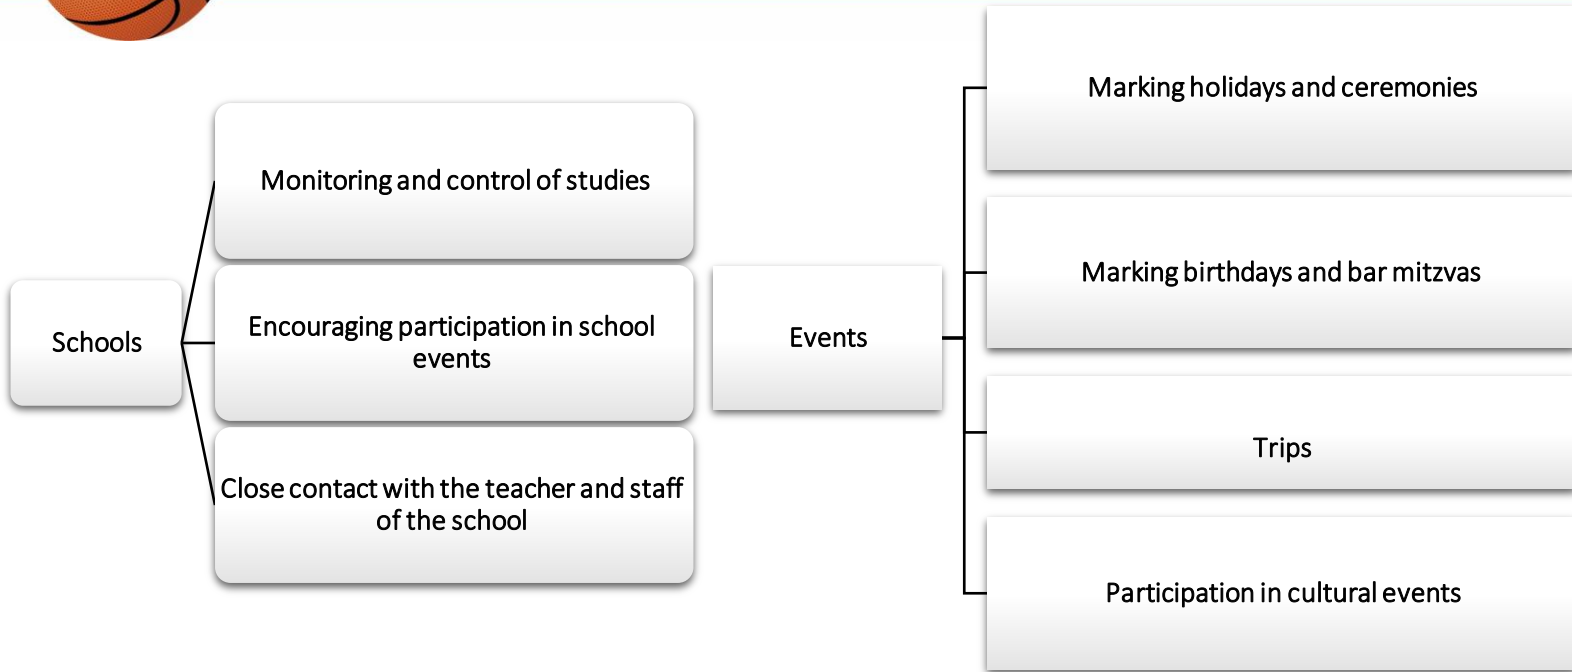 Schools
Monitoring and control of studies
Encouraging participation in school
events
Close contact with the teacher and staff
of the school
Events
Marking holidays and ceremonies
Marking birthdays and bar mitzvas
Trips
Participation in cultural events